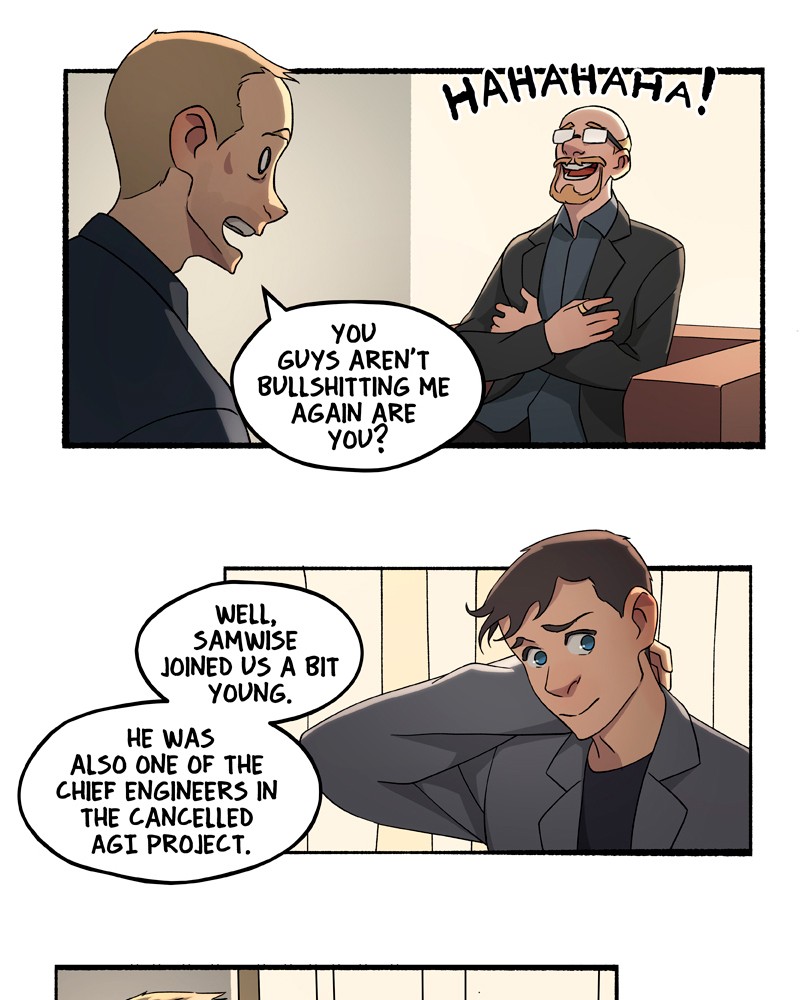 HAHAHAHA!
YOU
GUYS AREN'T
BULLSHITTING ME
AGAIN ARE
YOU?
WELL,
SAMWISE
JOINED US A BIT
YOUNG.
HE WAS
ALSO ONE OF THE
CHIEF ENGINEERS IN
THE CANCELLED
AGI PROJECT.